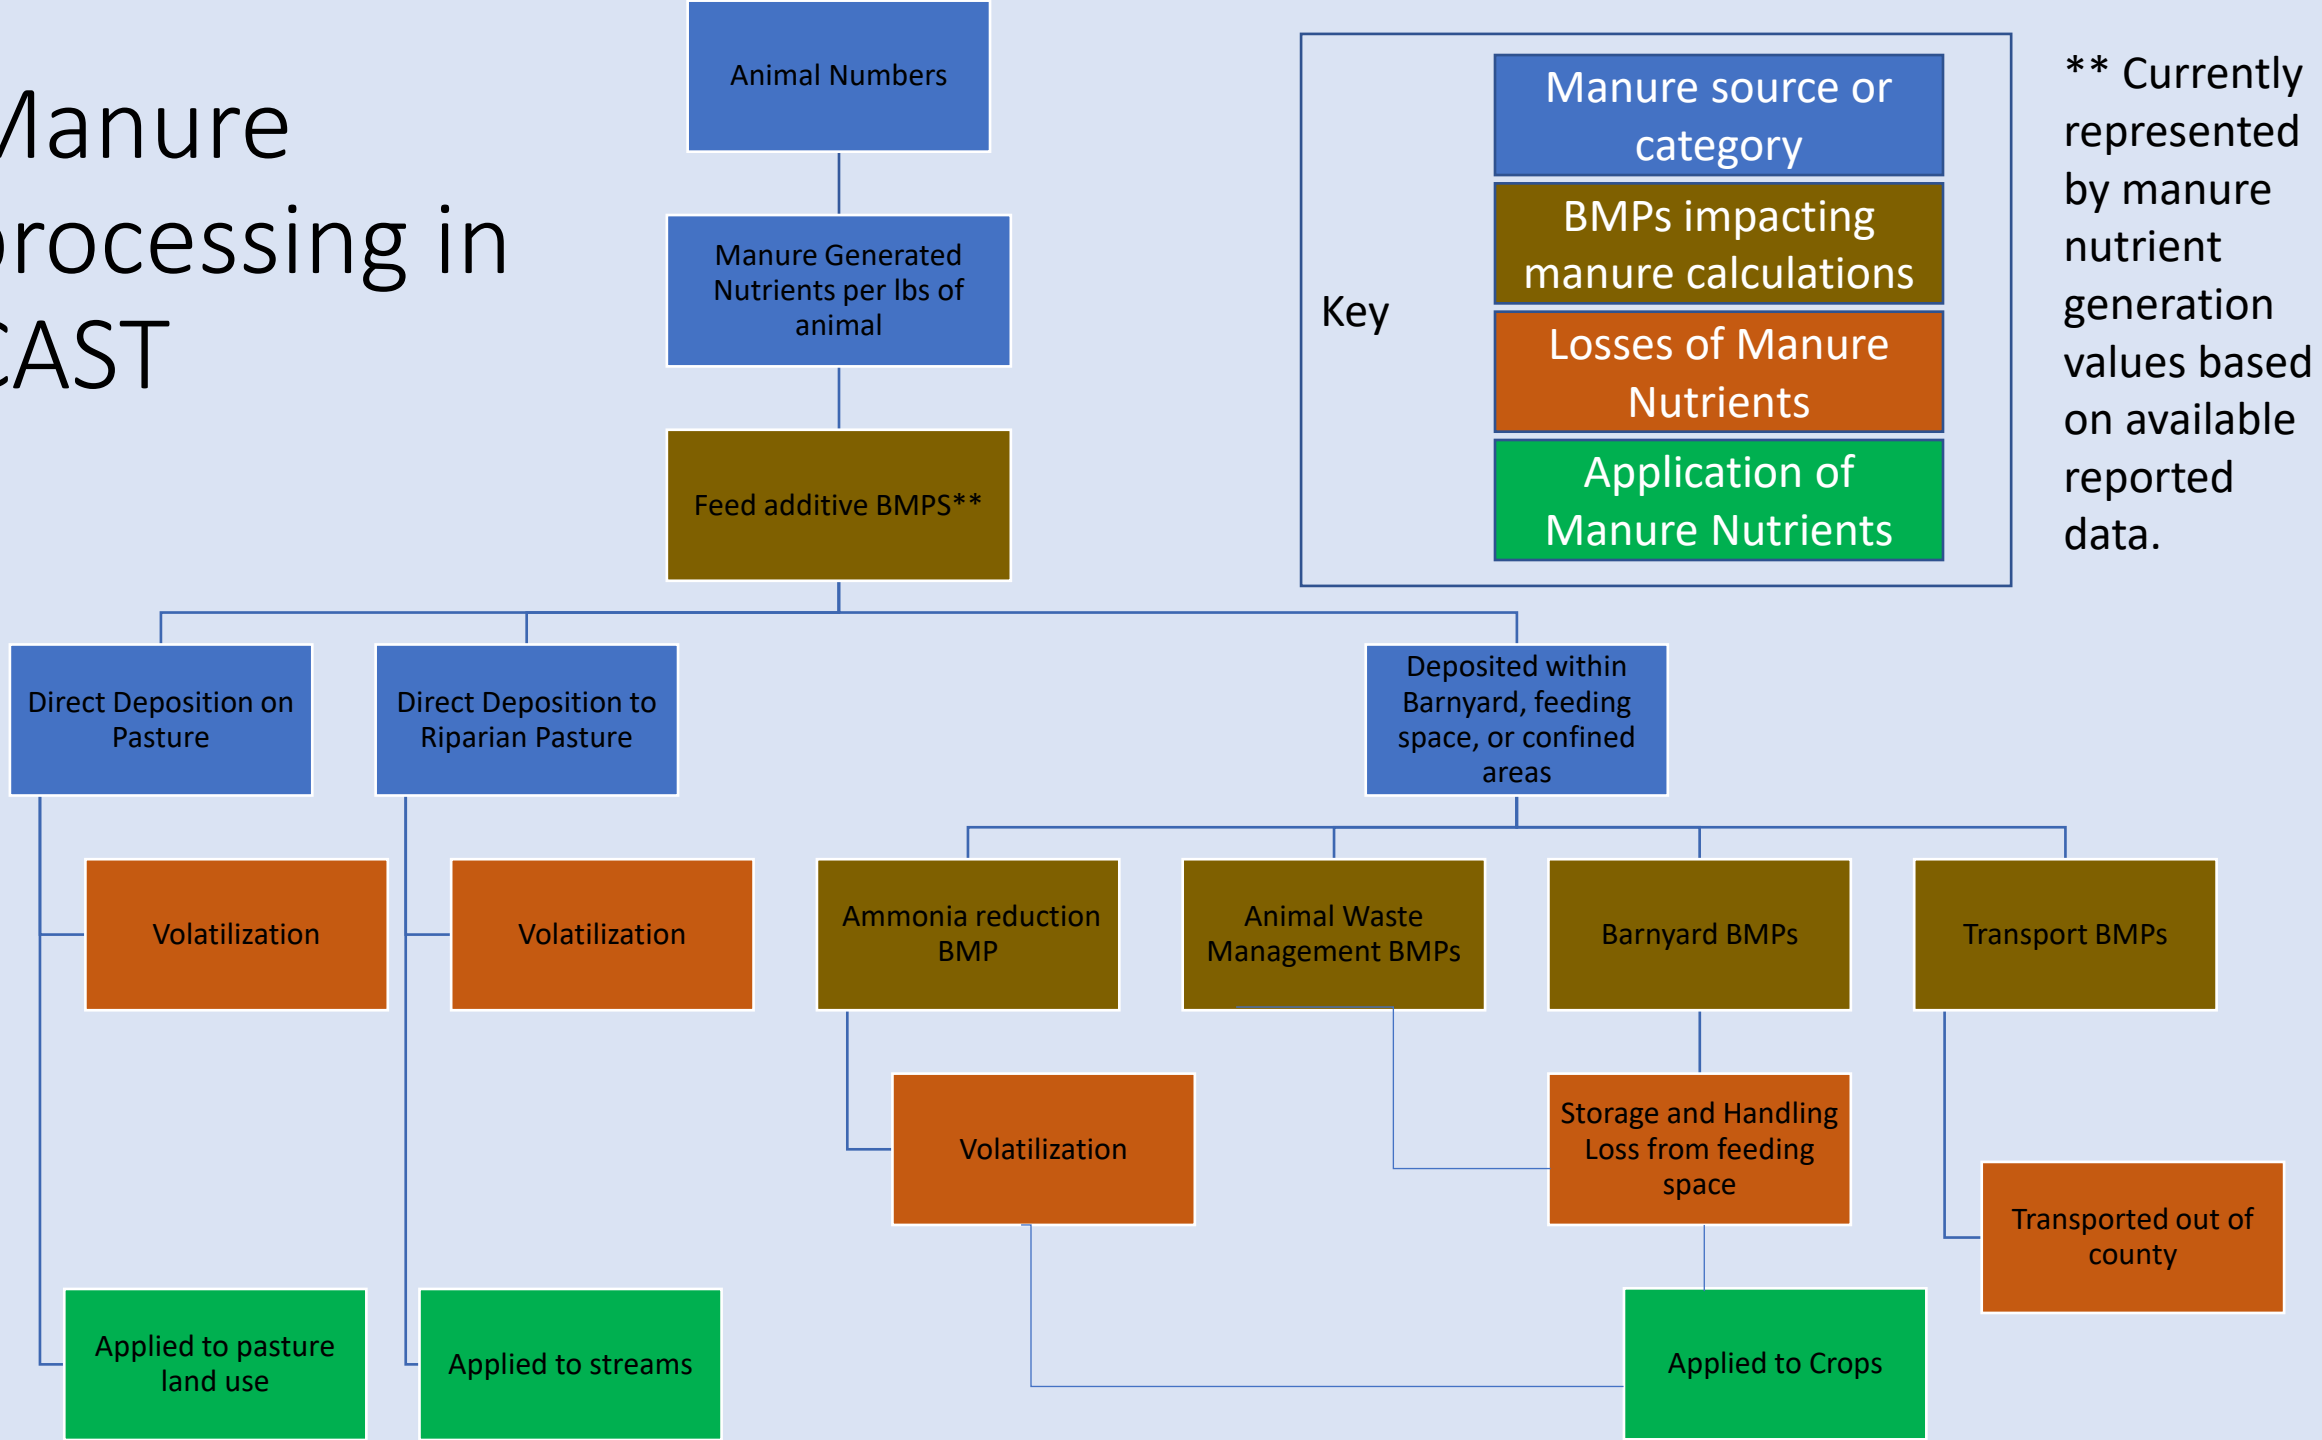 Manure
processing in
CAST
Animal Numbers
Manure Generated
Nutrients per lbs of
animal
Feed additive BMPS**
Key
Manure source or
category
BMPs impacting
manure calculations
Losses of Manure
Nutrients
Application of
Manure Nutrients
** Currently
represented
by manure
nutrient
generation
values based
on available
reported
data.
Direct Deposition on
Pasture
Direct Deposition to
Riparian Pasture
Deposited within
Barnyard, feeding
space, or confined
areas
Volatilization
Volatilization
Ammonia reduction
BMP
Animal Waste
Management BMPs
Barnyard BMPs
Transport BMPs
Volatilization
Storage and Handling
Loss from feeding
space
Transported out of
county
Applied to pasture
land use
Applied to streams
Applied to Crops